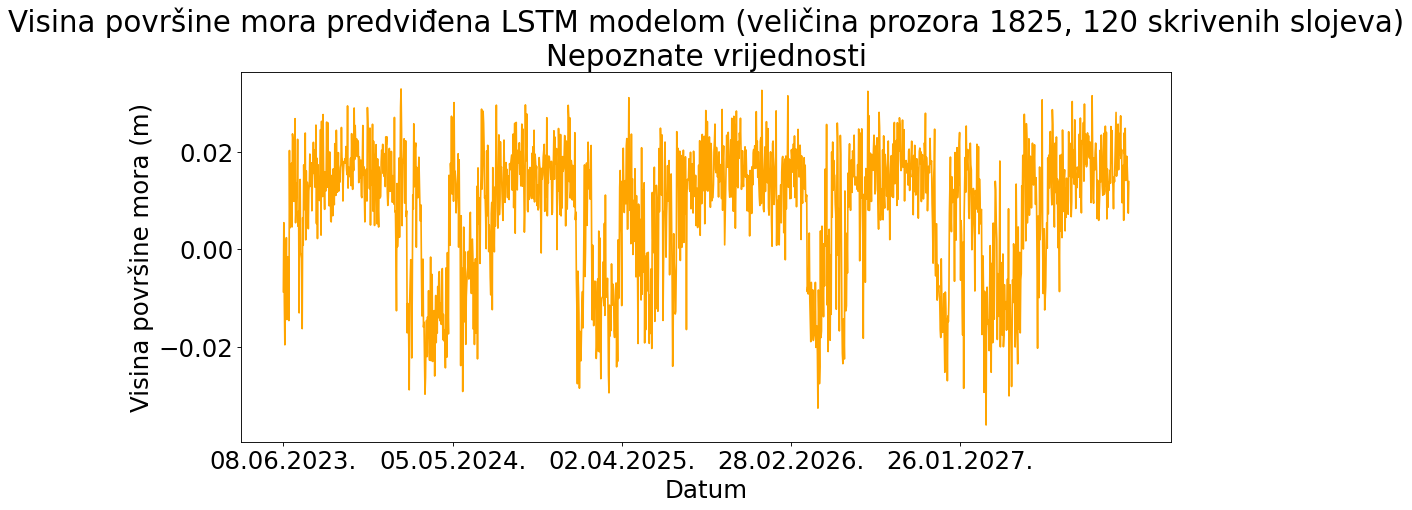 Visina površine mora predviđena LSTM modelom (veličina prozora 1825, 120 skrivenih slojeva)
Nepoznate vrijednosti
Visina površine mora (m)
0.02
0.00
−0.02
08.06.2023. 05.05.2024. 02.04.2025. 28.02.2026. 26.01.2027.
Datum